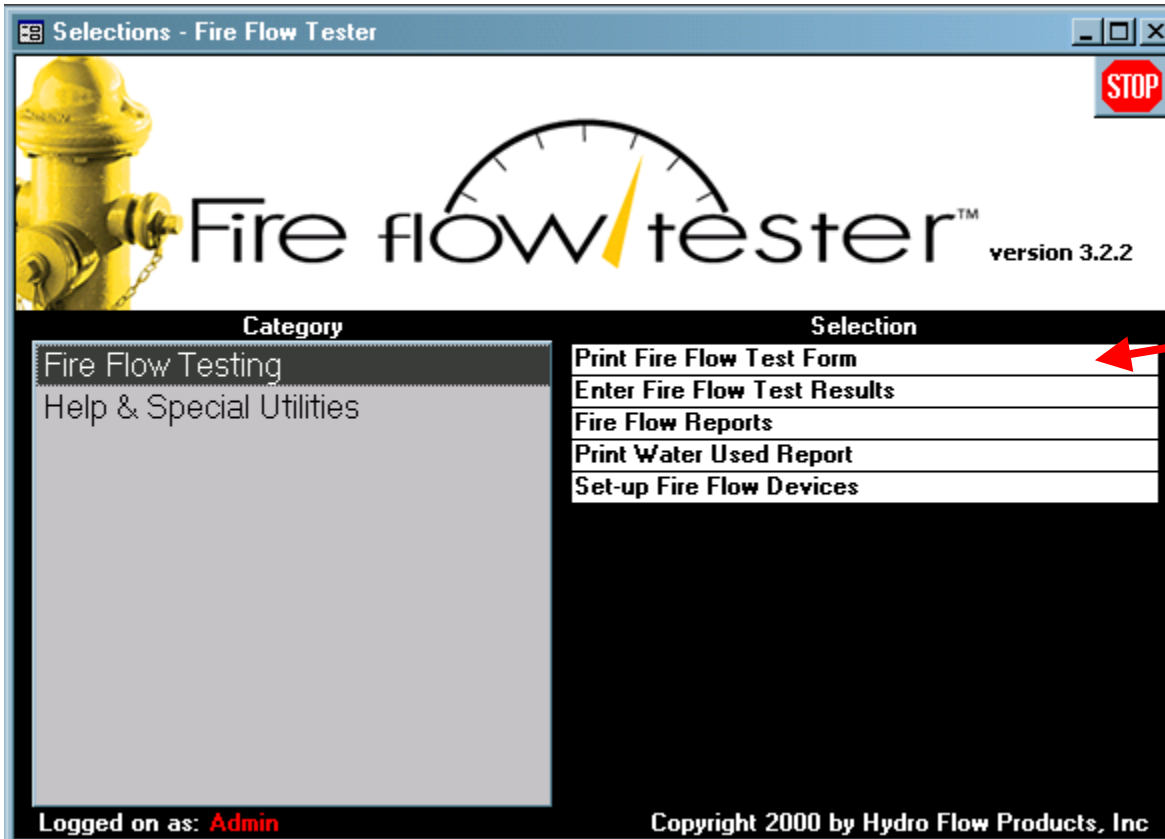 Selections - Fire Flow Tester
STOP
Fire flow tester™
version 3.2.2
Category
Selection
Fire Flow Testing
Help & Special Utilities
Print Fire Flow Test Form
Enter Fire Flow Test Results
Fire Flow Reports
Print Water Used Report
Set-up Fire Flow Devices
Logged on as: Admin
Copyright 2000 by Hydro Flow Products, Inc